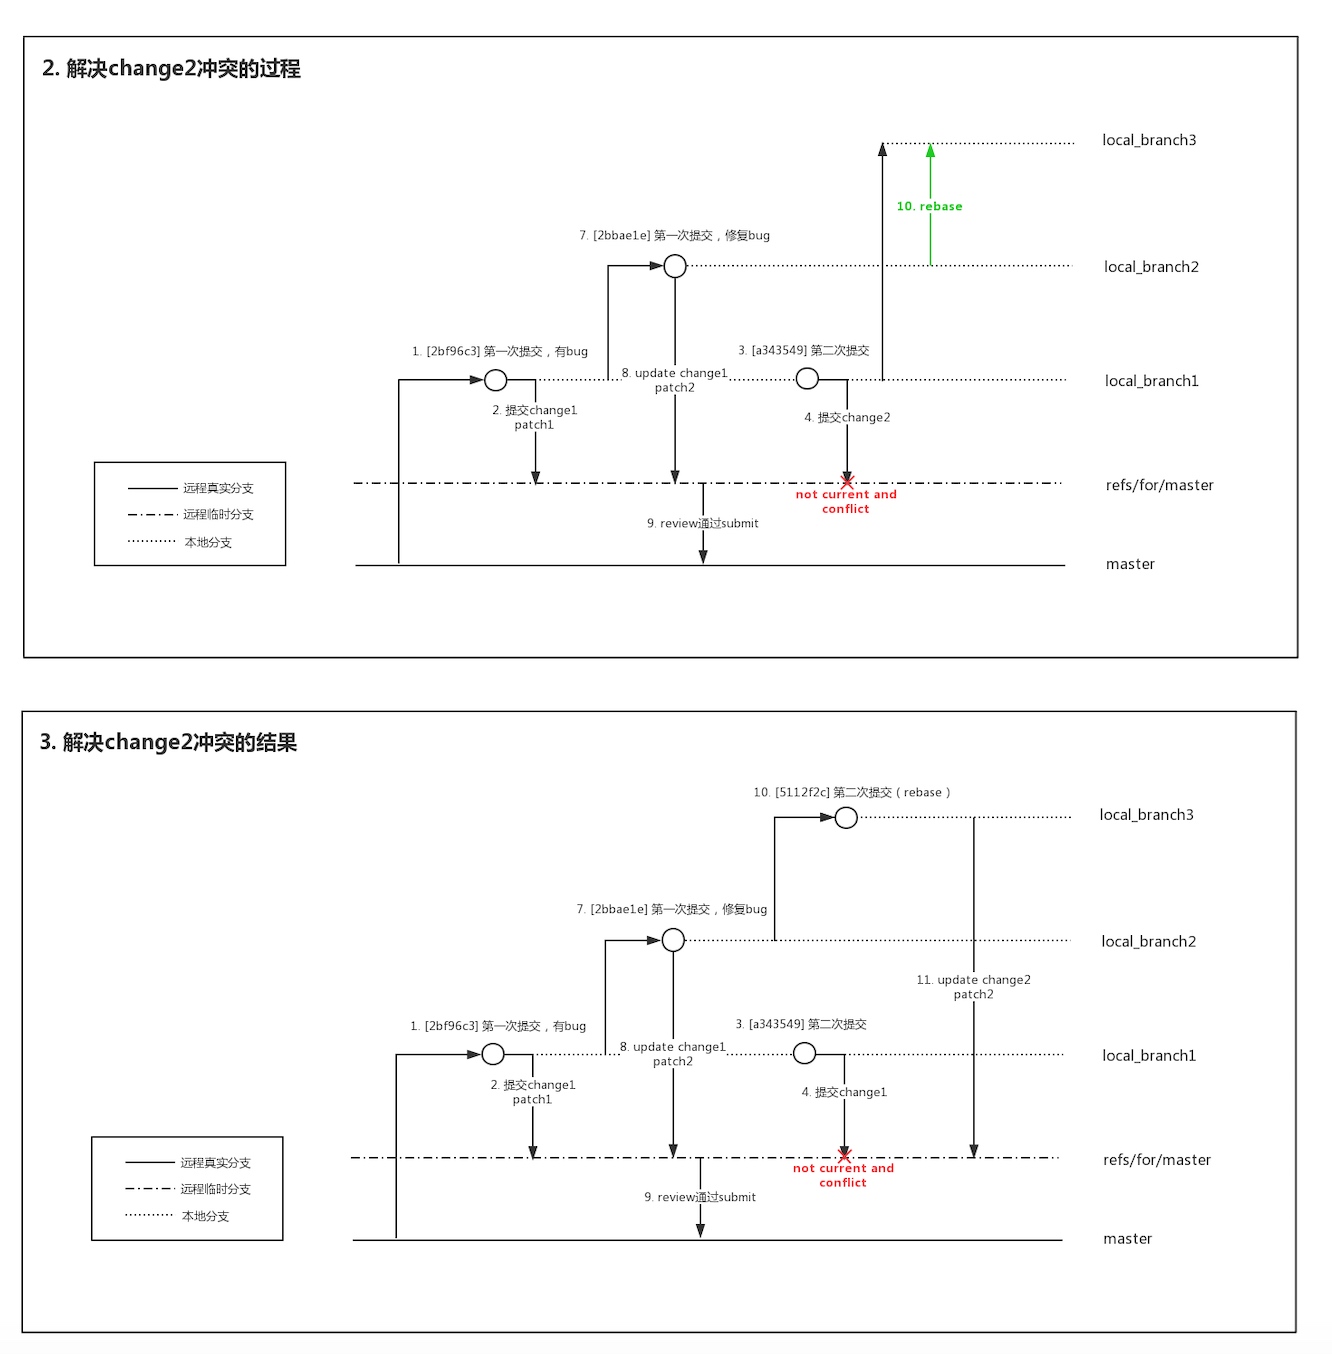 2. 解决change2冲突的过程
local_branch3
10. rebase
7. [2bbae1e] 第一次提交，修复bug
local_branch2
1. [2bf96c3] 第一次提交，有bug
3. [a343549] 第二次提交
8. update change1
patch2
local_branch1
2. 提交change1
patch1
4. 提交change2
远程真实分支
远程临时分支
本地分支
refs/for/master
not current and
conflict
9. review通过submit
master
3. 解决change2冲突的结果
10. [5112f2c] 第二次提交（rebase）
local_branch3
7. [2bbae1e] 第一次提交，修复bug
local_branch2
11. update change2
patch2
1. [2bf96c3] 第一次提交，有bug
3. [a343549] 第二次提交
8. update change1
patch2
local_branch1
2. 提交change1
patch1
4. 提交change1
远程真实分支
远程临时分支
本地分支
refs/for/master
not current and
conflict
9. review通过submit
master